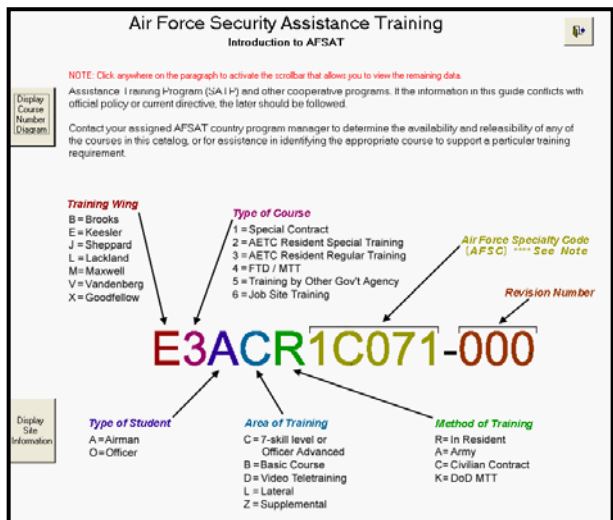 Air Force Security Assistance Training
Introduction to AFSAT
NOTE: Click anywhere on the paragraph to activate the scrollbar that allows you to view the remaining data.
Display
Course
Number
Diagram
Assistance Training Program (SATP) and other cooperative programs. If the information in this guide conflicts with
official policy or current directive, the later should be followed.
Contact your assigned AFSAT country program manager to determine the availability and releasibility of any of
the courses in this catalog, or for assistance in identifying the appropriate course to support a particular training
requirement.
Training Wing
B = Brooks
E = Keesler
J = Sheppard
L = Lackland
M = Maxwell
V = Vandenberg
X = Goodfellow
Type of Course
1 = Special Contract
2 = AETC Resident Special Training
3 = AETC Resident Regular Training
4 = FTD / MTT
5 = Training by Other Gov't Agency
6 = Job Site Training
Air Force Specialty Code
(AFSC) **** See Note
Revision Number
E3ACR1C071-000
Display
Site
Information
Type of Student
A = Airman
O = Officer
Area of Training
C = 7-skill level or
Officer Advanced
B = Basic Course
D = Video Teletraining
L = Lateral
Z = Supplemental
Method of Training
R = In Resident
A = Army
C = Civilian Contract
K = DoD MTT